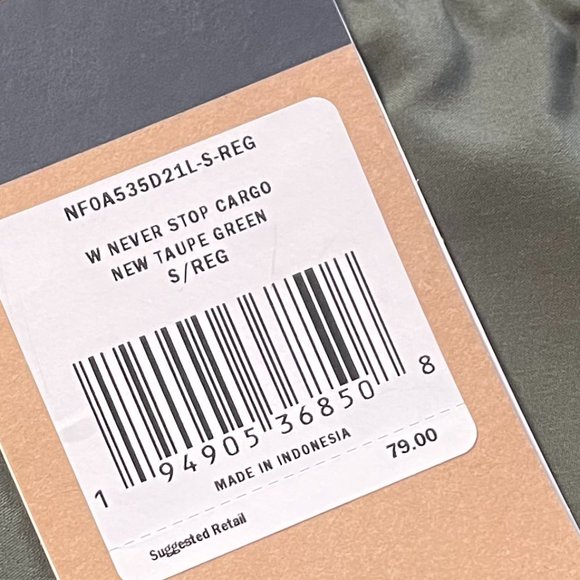 NF0A535D21L-S-REG
W NEVER STOP CARGO
NEW TAUPE GREEN
S/REG
1 94905 36850 8
MADE IN INDONESIA
Suggested Retail 79.00